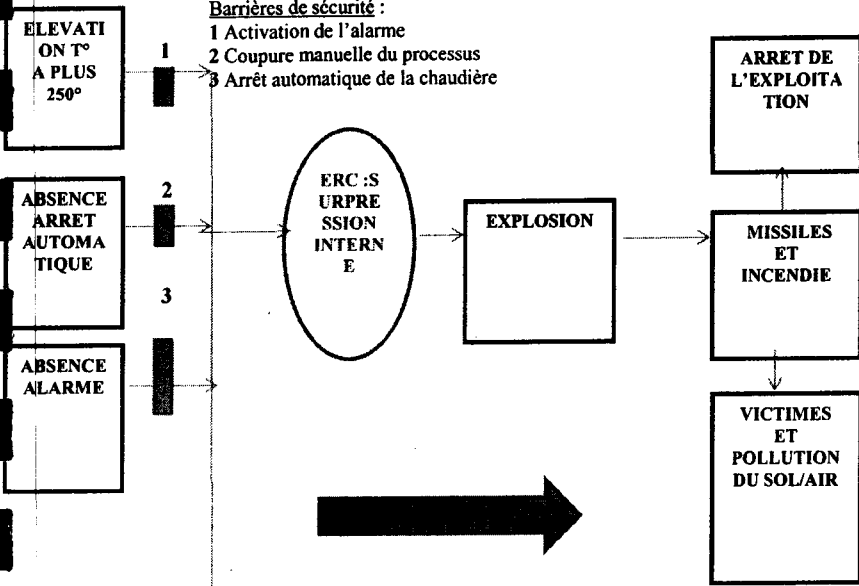 Barrières de sécurité :
1 Activation de l'alarme
2 Coupure manuelle du processus
3 Arrêt automatique de la chaudière
ELEVATI
ON T°
A PLUS
250°
1
ABSENCE
ARRET
AUTOMA
TIQUE
2
3
ABSENCE
ALARME
ERC :S
URPRE
SSION
INTERN
E
EXPLOSION
ARRET DE
L'EXPLOITA
TION
MISSILES
ET
INCENDIE
VICTIMES
ET
POLLUTION
DU SOL/AIR